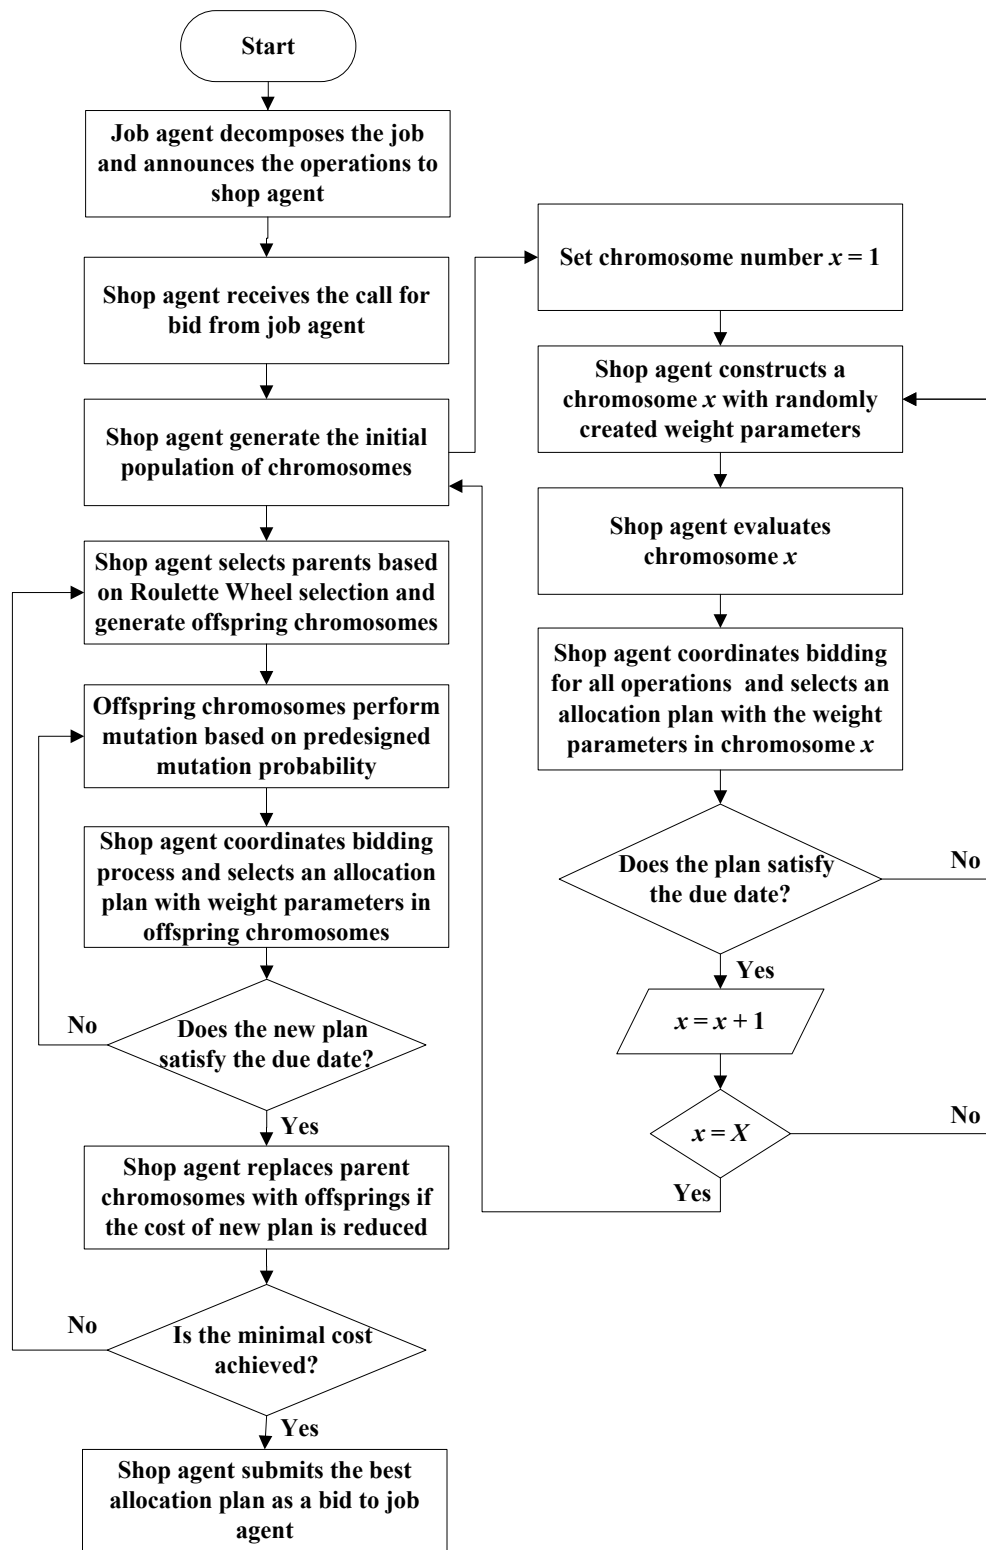 Start
Job agent decomposes the job
and announces the operations to
shop agent
Shop agent receives the call for
bid from job agent
Shop agent generate the initial
population of chromosomes
Shop agent selects parents based
on Roulette Wheel selection and
generate offspring chromosomes
Offspring chromosomes perform
mutation based on predesigned
mutation probability
Shop agent coordinates bidding
process and selects an allocation
plan with weight parameters in
offspring chromosomes
No
Does the new plan
satisfy the due date?
Yes
Shop agent replaces parent
chromosomes with offsprings if
the cost of new plan is reduced
No
Is the minimal cost
achieved?
Yes
Shop agent submits the best
allocation plan as a bid to job
agent
Set chromosome number x = 1
Shop agent constructs a
chromosome x with randomly
created weight parameters
Shop agent evaluates
chromosome x
Shop agent coordinates bidding
for all operations and selects an
allocation plan with the weight
parameters in chromosome x
Does the plan satisfy
the due date?
No
Yes
x = x + 1
x = X
No
Yes